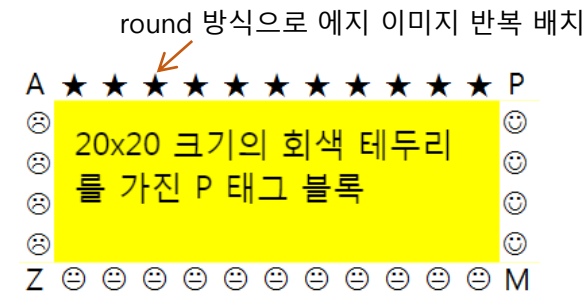 round 방식으로 에지 이미지 반복 배치
A ★ ★ ★ ★ ★ ★ ★ ★ ★ ★ ★ P
20x20 크기의 회색 테두리
를 가진 P 태그 블록
Z M